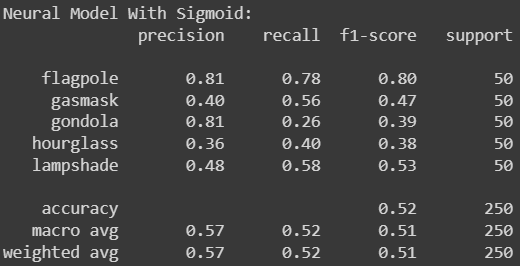 Neural Model With Sigmoid:
precision recall f1-score support
flagpole 0.81 0.78 0.80 50
gasmask 0.40 0.56 0.47 50
gondola 0.81 0.26 0.39 50
hourglass 0.36 0.40 0.38 50
lampshade 0.48 0.58 0.53 50
accuracy 0.52 250
macro avg 0.57 0.52 0.51 250
weighted avg 0.57 0.52 0.51 250